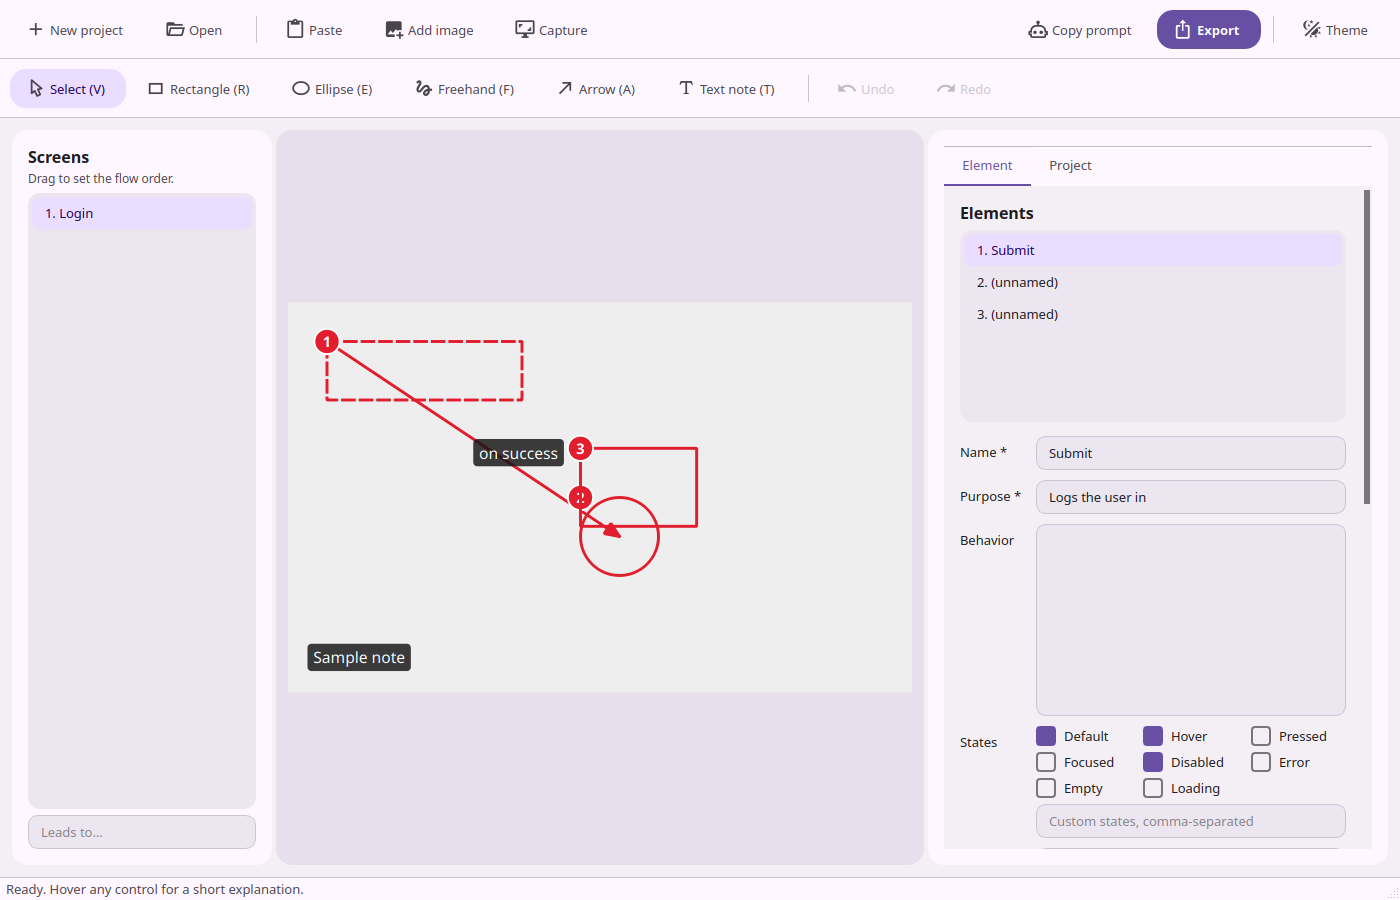 New project
Open
Paste
Add image
Capture
Copy prompt
Export
Theme
Select (V)
Rectangle (R)
Ellipse (E)
Freehand (F)
Arrow (A)
Text note (T)
Undo
Redo
Screens
Drag to set the flow order.
1. Login
Leads to...
1
on success
3
2
Sample note
Element
Project
Elements
1. Submit
2. (unnamed)
3. (unnamed)
Name *
Submit
Purpose *
Logs the user in
Behavior
States
Default
Hover
Pressed
Focused
Disabled
Error
Empty
Loading
Custom states, comma-separated
Ready. Hover any control for a short explanation.